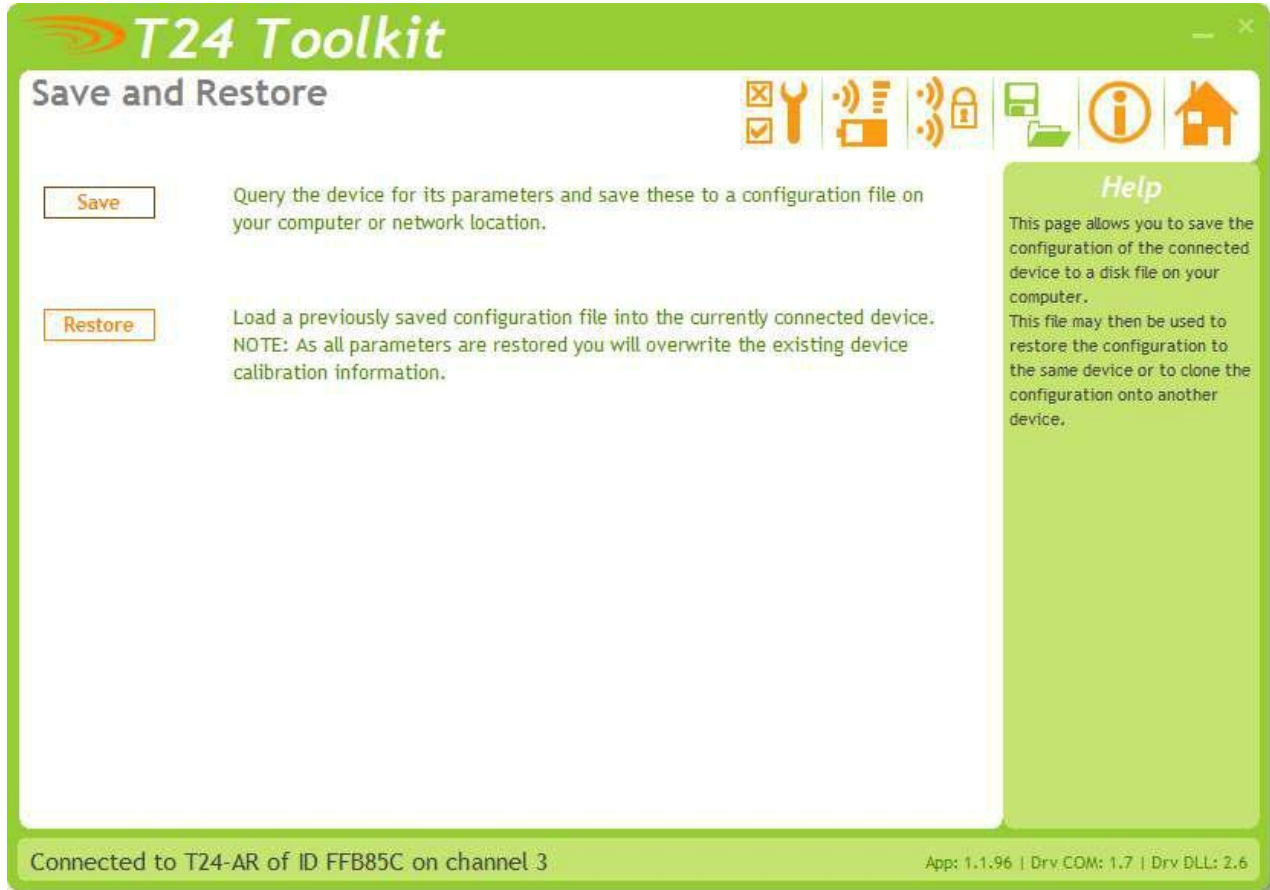 T24 Toolkit
Save and Restore
Save
Query the device for its parameters and save these to a configuration file on
your computer or network location.
Restore
Load a previously saved configuration file into the currently connected device.
NOTE: As all parameters are restored you will overwrite the existing device
calibration information.
Help
This page allows you to save the
configuration of the connected
device to a disk file on your
computer.
This file may then be used to
restore the configuration to
the same device or to clone the
configuration onto another
device.
Connected to T24-AR of ID FFB85C on channel 3
App: 1.1.96 | Drv COM: 1.7 | Drv DLL: 2.6